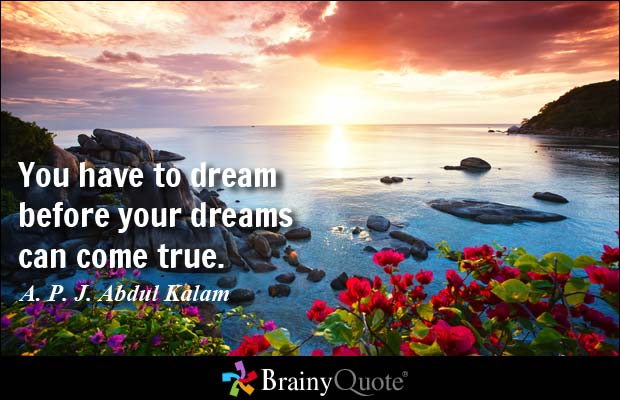 You have to dream
before your dreams
can come true.
A. P. J. Abdul Kalam
BrainyQuote®